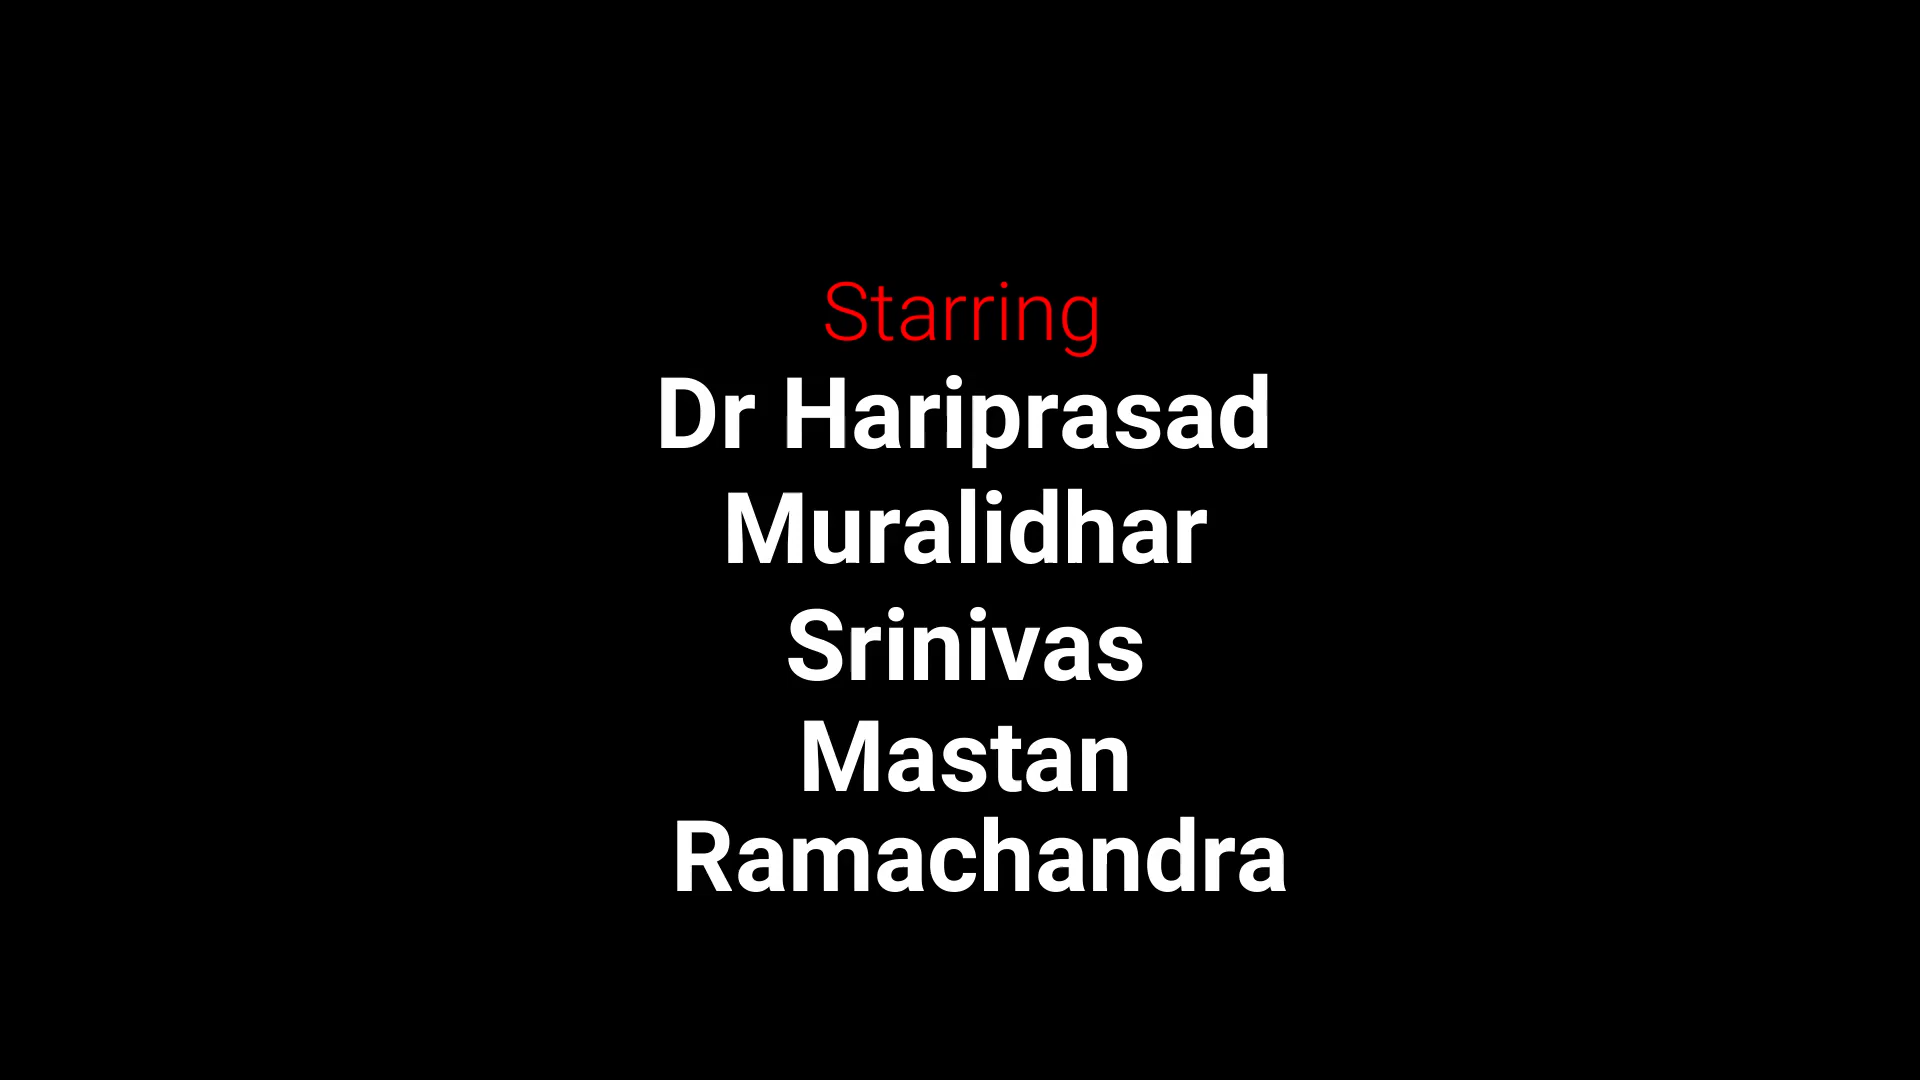 Starring
Dr Hariprasad
Muralidhar
Srinivas
Mastan
Ramachandra